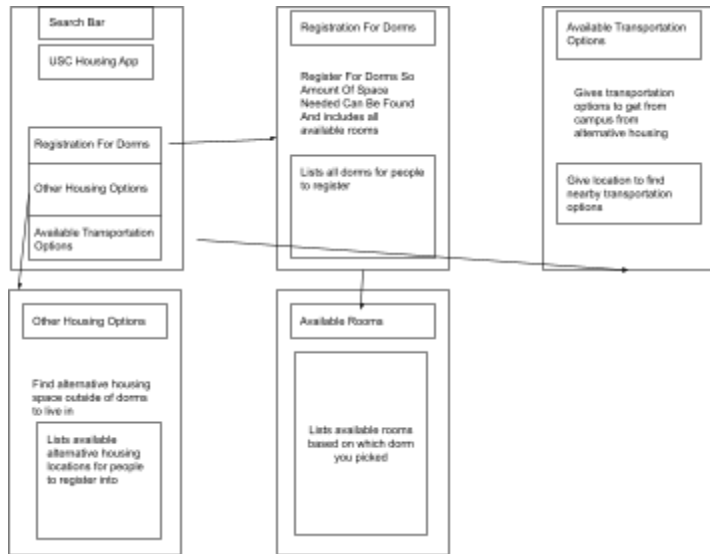 Search Bar
USC Housing App
Registration For Dorms
Other Housing Options
Available Transportation
Options
Registration For Dorms
Register For Dorms So
Amount Of Space
Needed Can Be Found
And includes all
available rooms
Lists all dorms for people
to register
Available Transportation
Options
Gives transportation
options to get from
campus from
alternative housing
Give location to find
nearby transportation
options
Other Housing Options
Find alternative housing
space outside of dorms
to live in
Lists available
alternative housing
locations for people
to register into
Available Rooms
Lists available rooms
based on which dorm
you picked